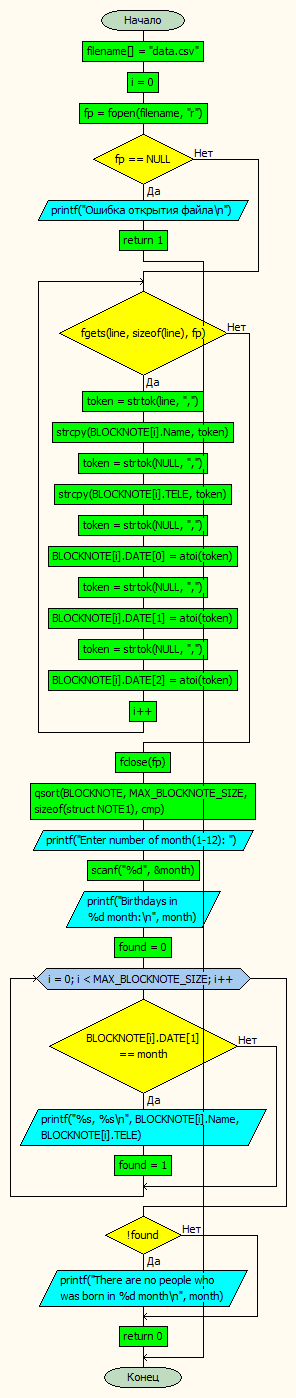 Начало
filename[] = "data.csv"
i = 0
fp = fopen(filename, "r")
fp == NULL
Нет
Да
printf("Ошибка открытия файла\n")
return 1
fgets(line, sizeof(line), fp)
Нет
Да
token = strtok(line, ",")
strcpy(BLOCKNOTE[i].Name, token)
token = strtok(NULL, ",")
strcpy(BLOCKNOTE[i].TELE, token)
token = strtok(NULL, ",")
BLOCKNOTE[i].DATE[0] = atoi(token)
token = strtok(NULL, ",")
BLOCKNOTE[i].DATE[1] = atoi(token)
token = strtok(NULL, ",")
BLOCKNOTE[i].DATE[2] = atoi(token)
i++
fclose(fp)
qsort(BLOCKNOTE, MAX_BLOCKNOTE_SIZE,
sizeof(struct NOTE1), cmp)
printf("Enter number of month(1-12): ")
scanf("%d", &month)
printf("Birthdays in
%d month:\n", month)
found = 0
i = 0; i < MAX_BLOCKNOTE_SIZE; i++
BLOCKNOTE[i].DATE[1]
== month
Нет
Да
printf("%s, %s\n", BLOCKNOTE[i].Name,
BLOCKNOTE[i].TELE)
found = 1
!found
Нет
Да
printf("There are no people who
was born in %d month\n", month)
return 0
Конец